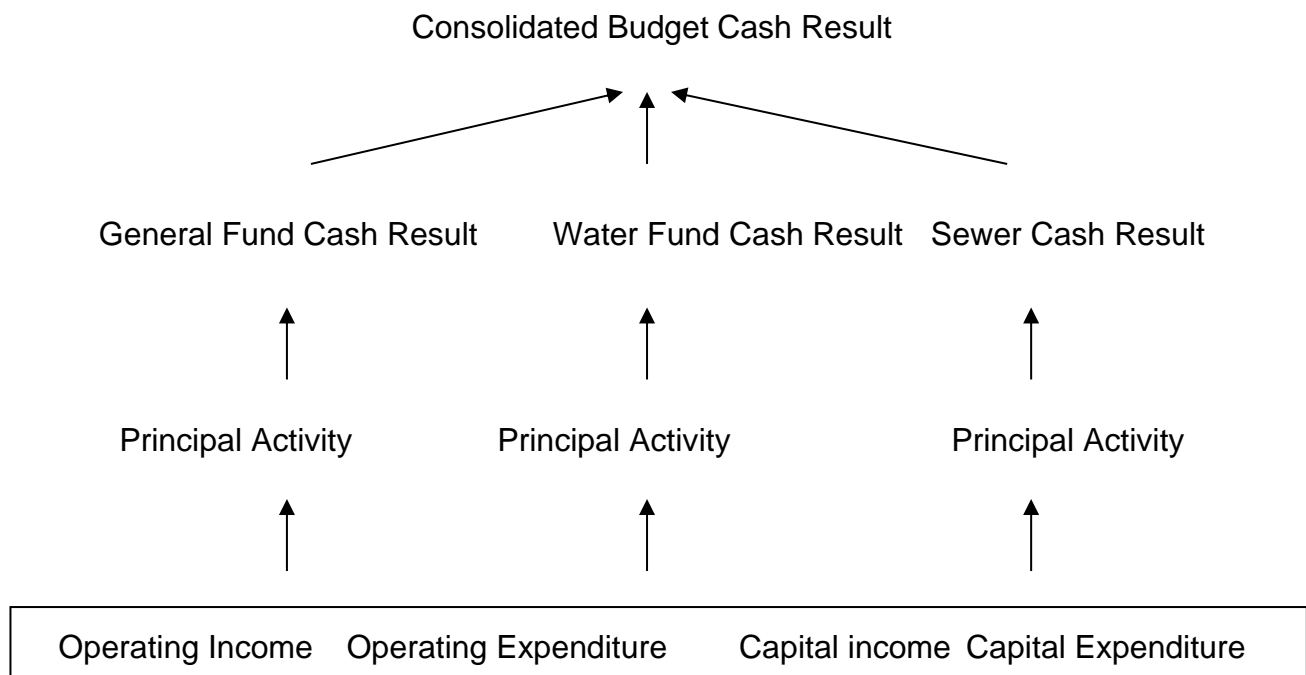 Consolidated Budget Cash Result
General Fund Cash Result Water Fund Cash Result Sewer Cash Result
Principal Activity Principal Activity Principal Activity
Operating Income Operating Expenditure Capital income Capital Expenditure